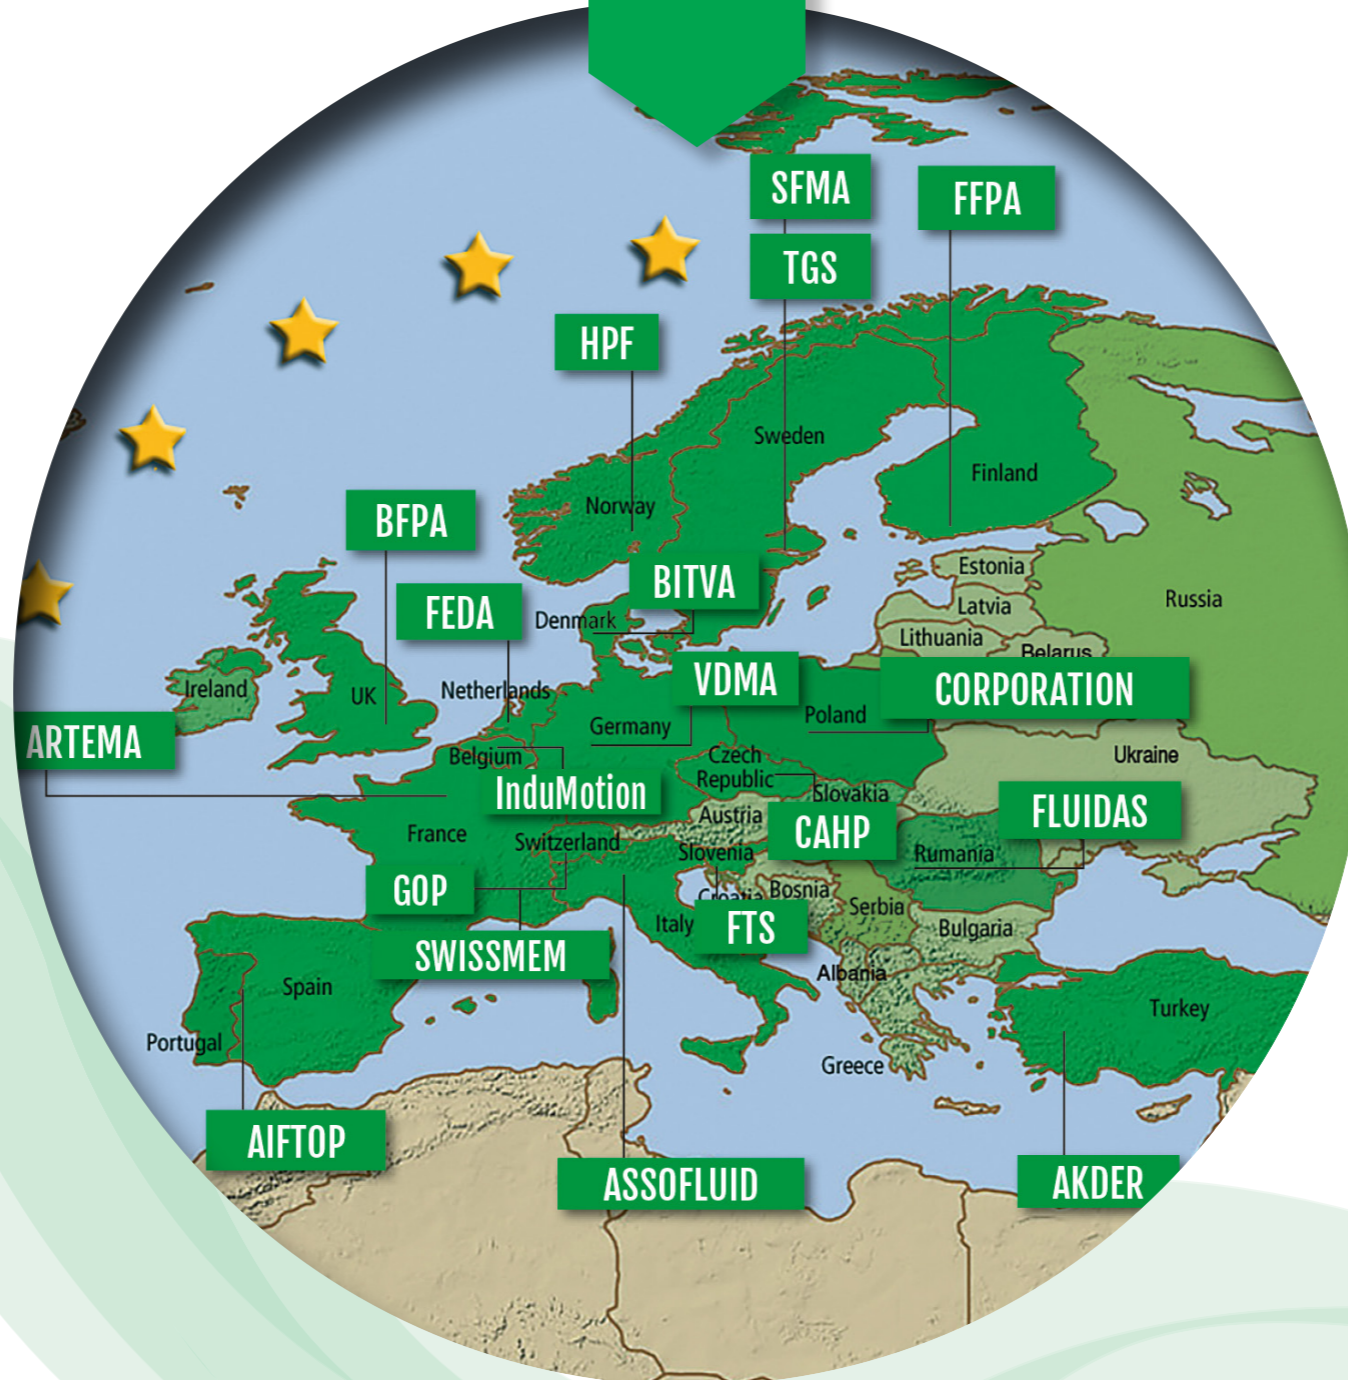 SFMA
FFPA
TGS
HPF
Sweden
Finland
Norway
BFPA
Estonia
BITVA
Russia
FEDA
Denmark
Latvia
Lithuania
Belarus
Ireland
UK
Netherlands
VDMA
CORPORATION
Germany
Poland
ARTEMA
Belgium
Czech
Republic
Ukraine
InduMotion
Slovakia
FLUIDAS
Austria
CAHP
France
Switzerland
Slovenia
Rumania
GOP
Croatia
Bosnia
Serbia
Italy
FTS
Bulgaria
SWISSMEM
Albania
Spain
Turkey
Portugal
Greece
AIFTOP
ASSOFLUID
AKDER